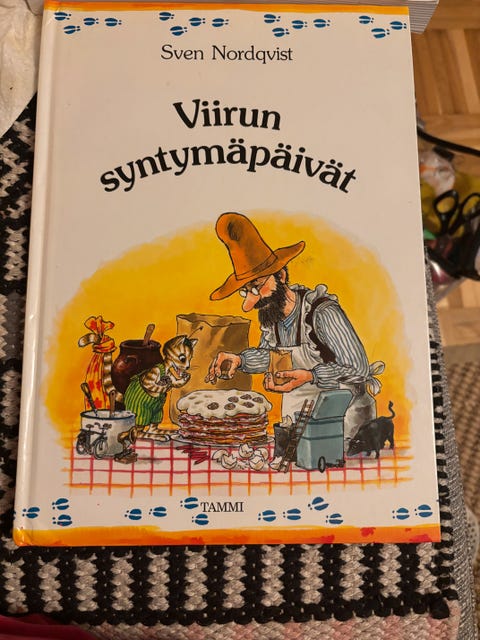 Sven Nordqvist
Viirun
syntymäpäivät
TAMMI